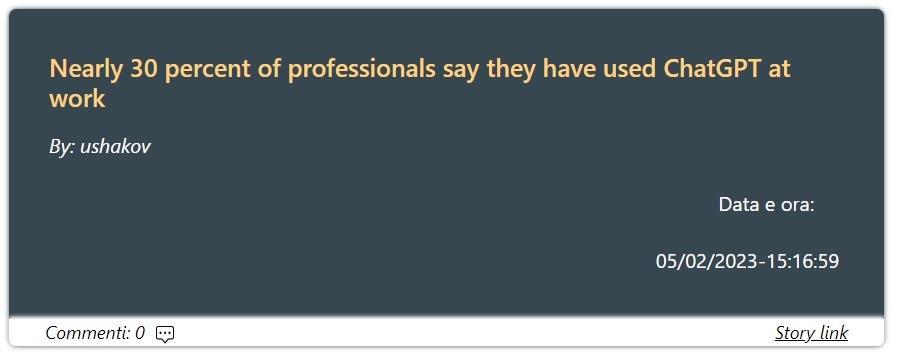 Nearly 30 percent of professionals say they have used ChatGPT at
work
By: ushakov
Data e ora:
05/02/2023-15:16:59
Commenti: 0
Story link